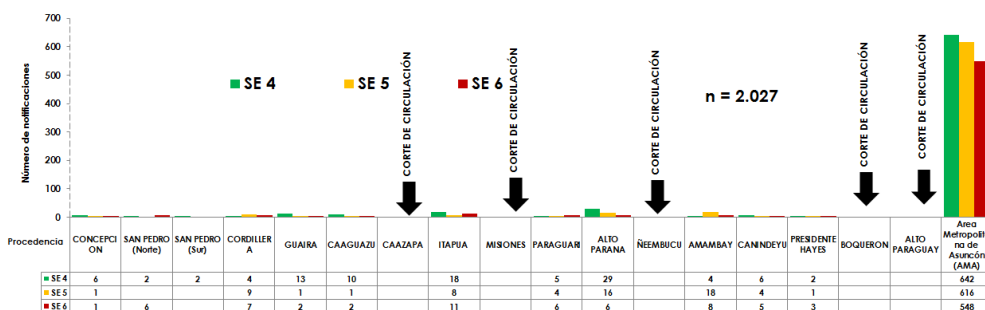 700
600
500
400
300
200
100
0
Número de notificaciones
SE 4 SE 5 SE 6
CORTE DE CIRCULACIÓN
CORTE DE CIRCULACIÓN
CORTE DE CIRCULACIÓN
n = 2.027
CORTE DE CIRCULACIÓN
CORTE DE CIRCULACIÓN
Procedencia CONCEPCI ON SAN PEDRO (Norte) SAN PEDRO (Sur) CORDILLER A GUAIRA CAAGUAZU CAAZAPA ITAPUA MISIONES PARAGUARI ALTO PARANA ÑEEMBUCU AMAMBAY CANINDEYU PRESIDENTE HAYES BOQUERON ALTO PARAGUAY Area Metropolit na de Asuncón (AMA)
SE 4 6 2 2 4 13 10 18 5 29 4 6 2 642
SE 5 1 9 1 1 8 4 16 18 4 1 616
SE 6 1 6 7 2 2 11 6 6 8 5 3 548